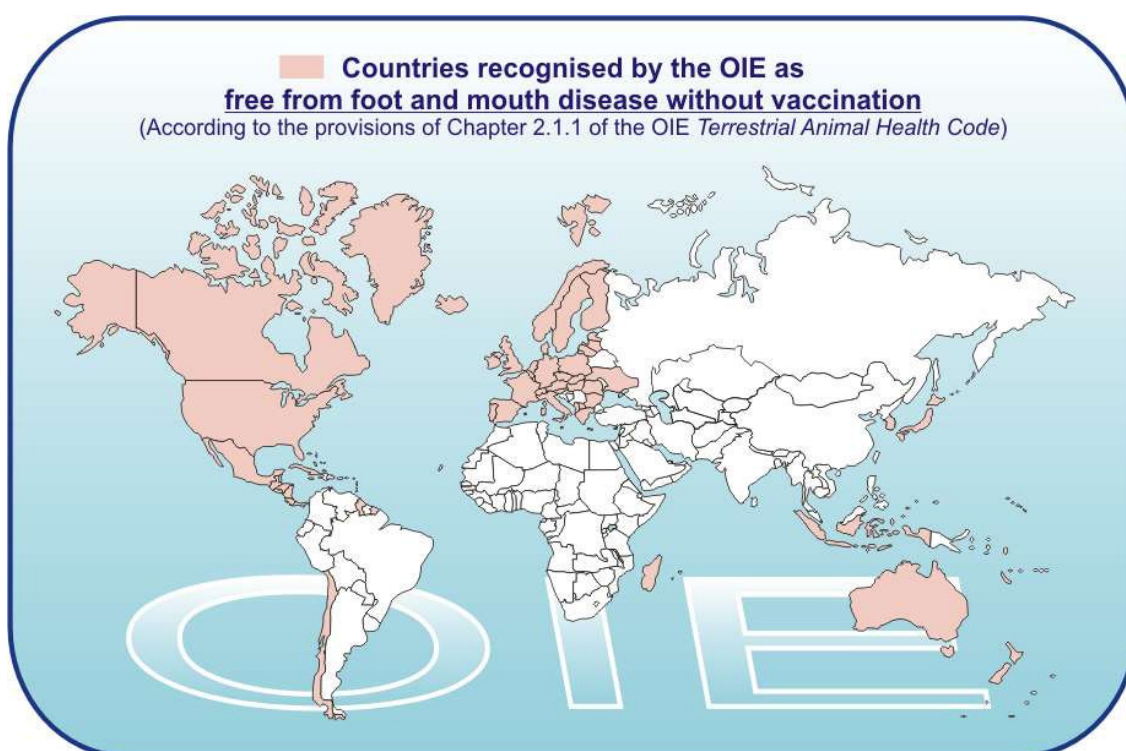 Countries recognised by the OIE as
free from foot and mouth disease without vaccination
(According to the provisions of Chapter 2.1.1 of the OIE Terrestrial Animal Health Code)
OIE